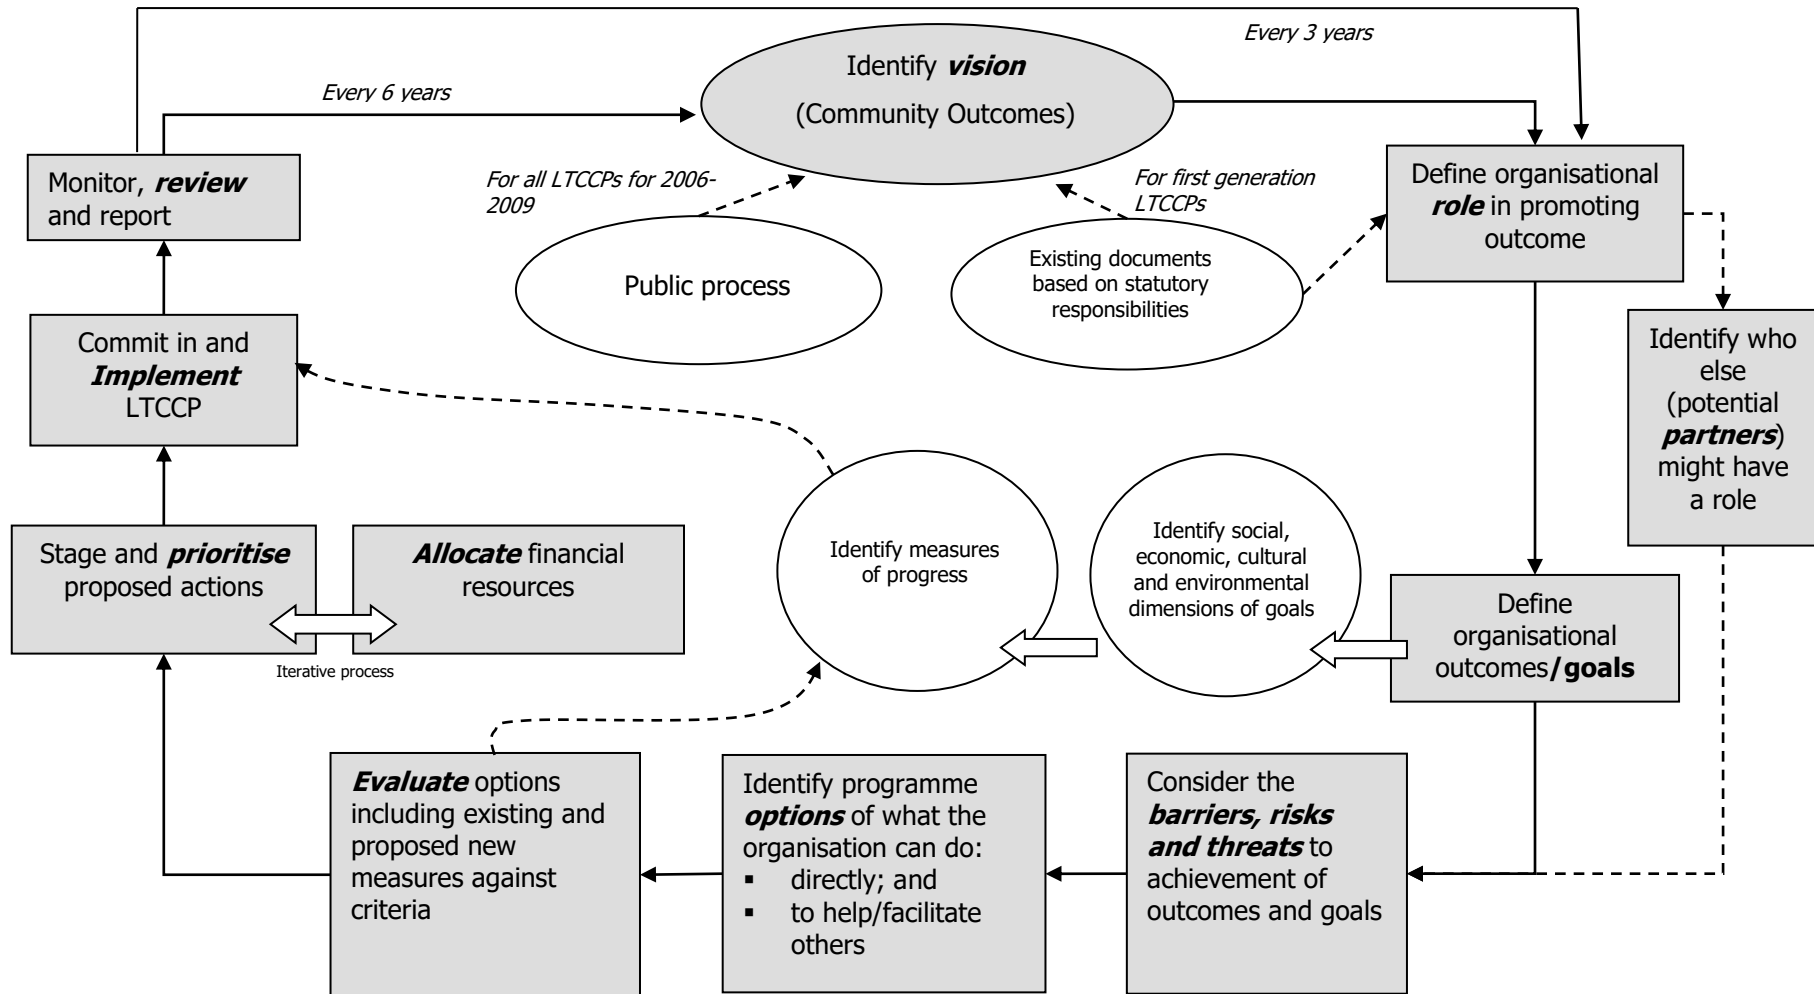 Every 3 years
Identify vision
(Community Outcomes)
Every 6 years
Monitor, review
and report
For all LTCCPs for 2006-
2009
For first generation
LTCCPs
Define organisational
role in promoting
outcome
Public process
Existing documents
based on statutory
responsibilities
Commit in and
Implement
LTCCP
Identify who
else
(potential
partners)
might have
a role
Stage and prioritise
proposed actions
Allocate financial
resources
Iterative process
Identify measures
of progress
Identify social,
economic, cultural
and environmental
dimensions of goals
Define
organisational
outcomes/goals
Evaluate options
including existing and
proposed new
measures against
criteria
Identify programme
options of what the
organisation can do:
▪ directly; and
▪ to help/facilitate
others
Consider the
barriers, risks
and threats to
achievement of
outcomes and goals